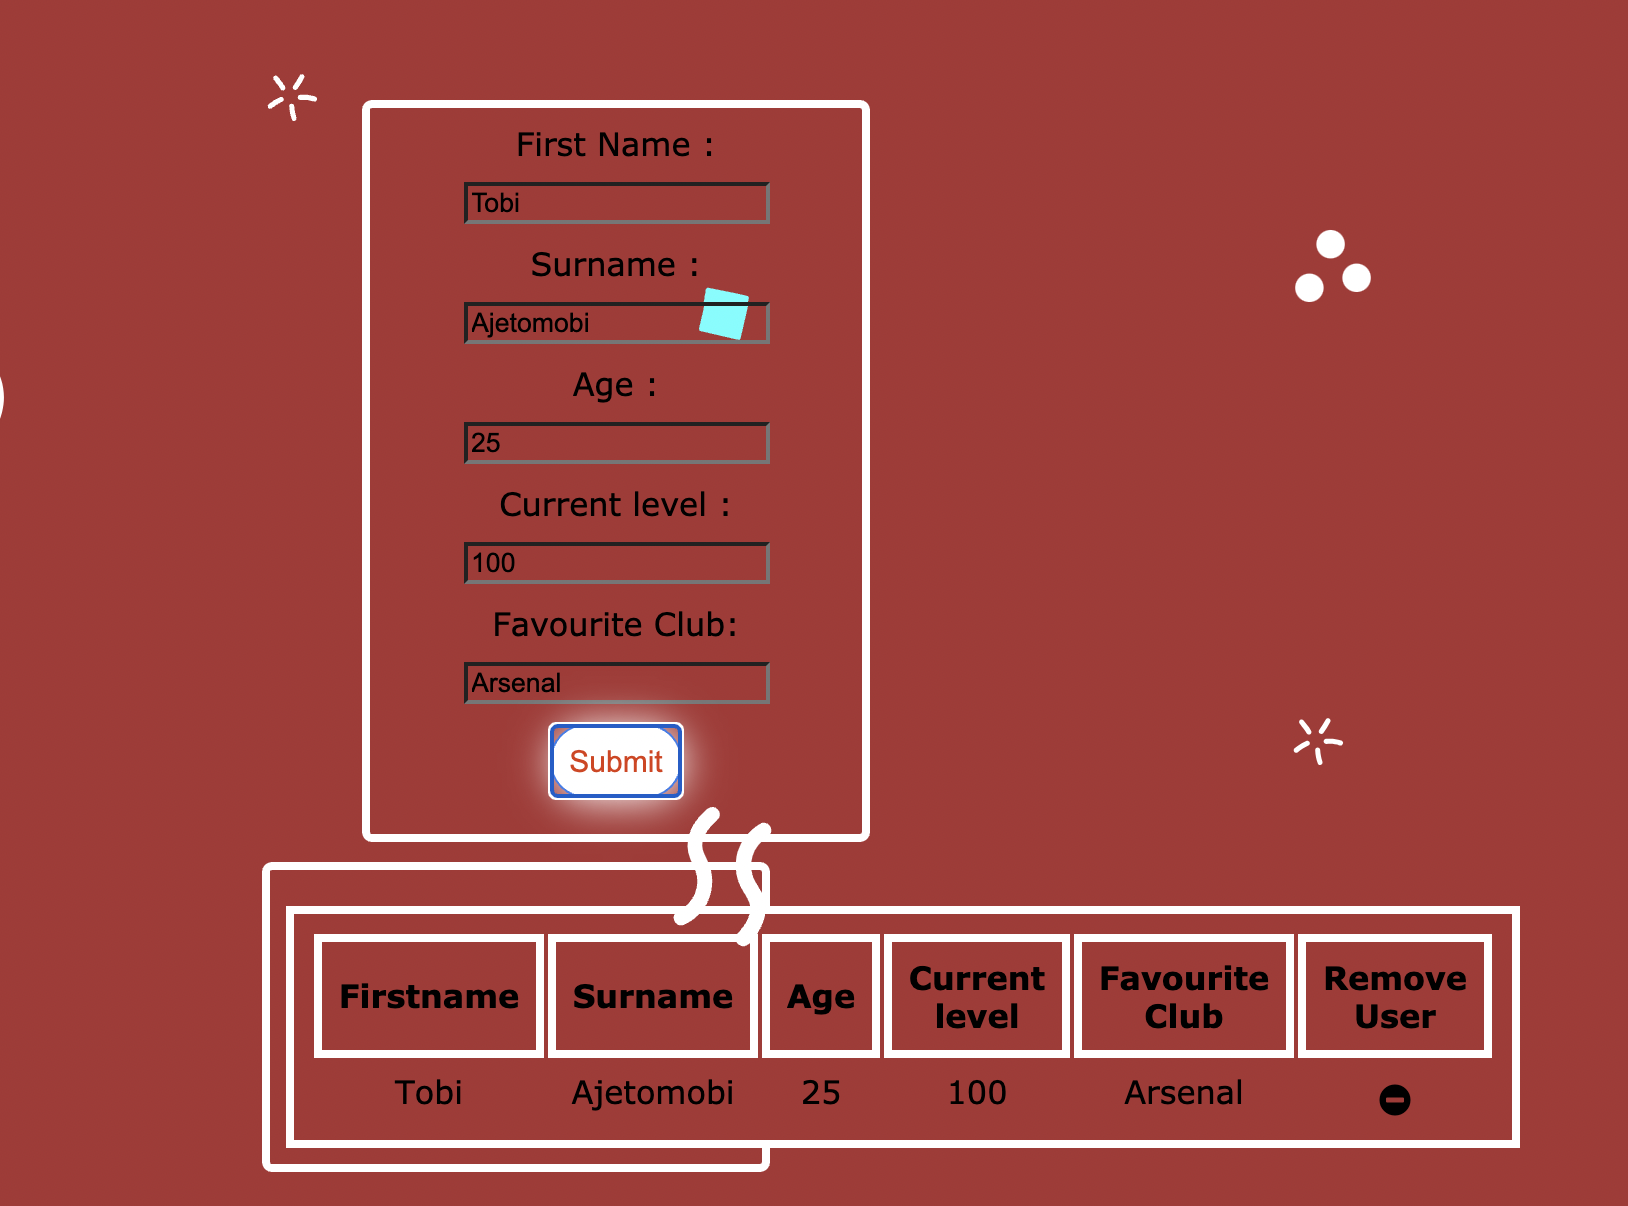 First Name :
Tobi
Surname :
Ajetomobi
Age :
25
Current level :
100
Favourite Club:
Arsenal
Submit
Firstname Surname Age Current level Favourite Club Remove User
Tobi Ajetomobi 25 100 Arsenal